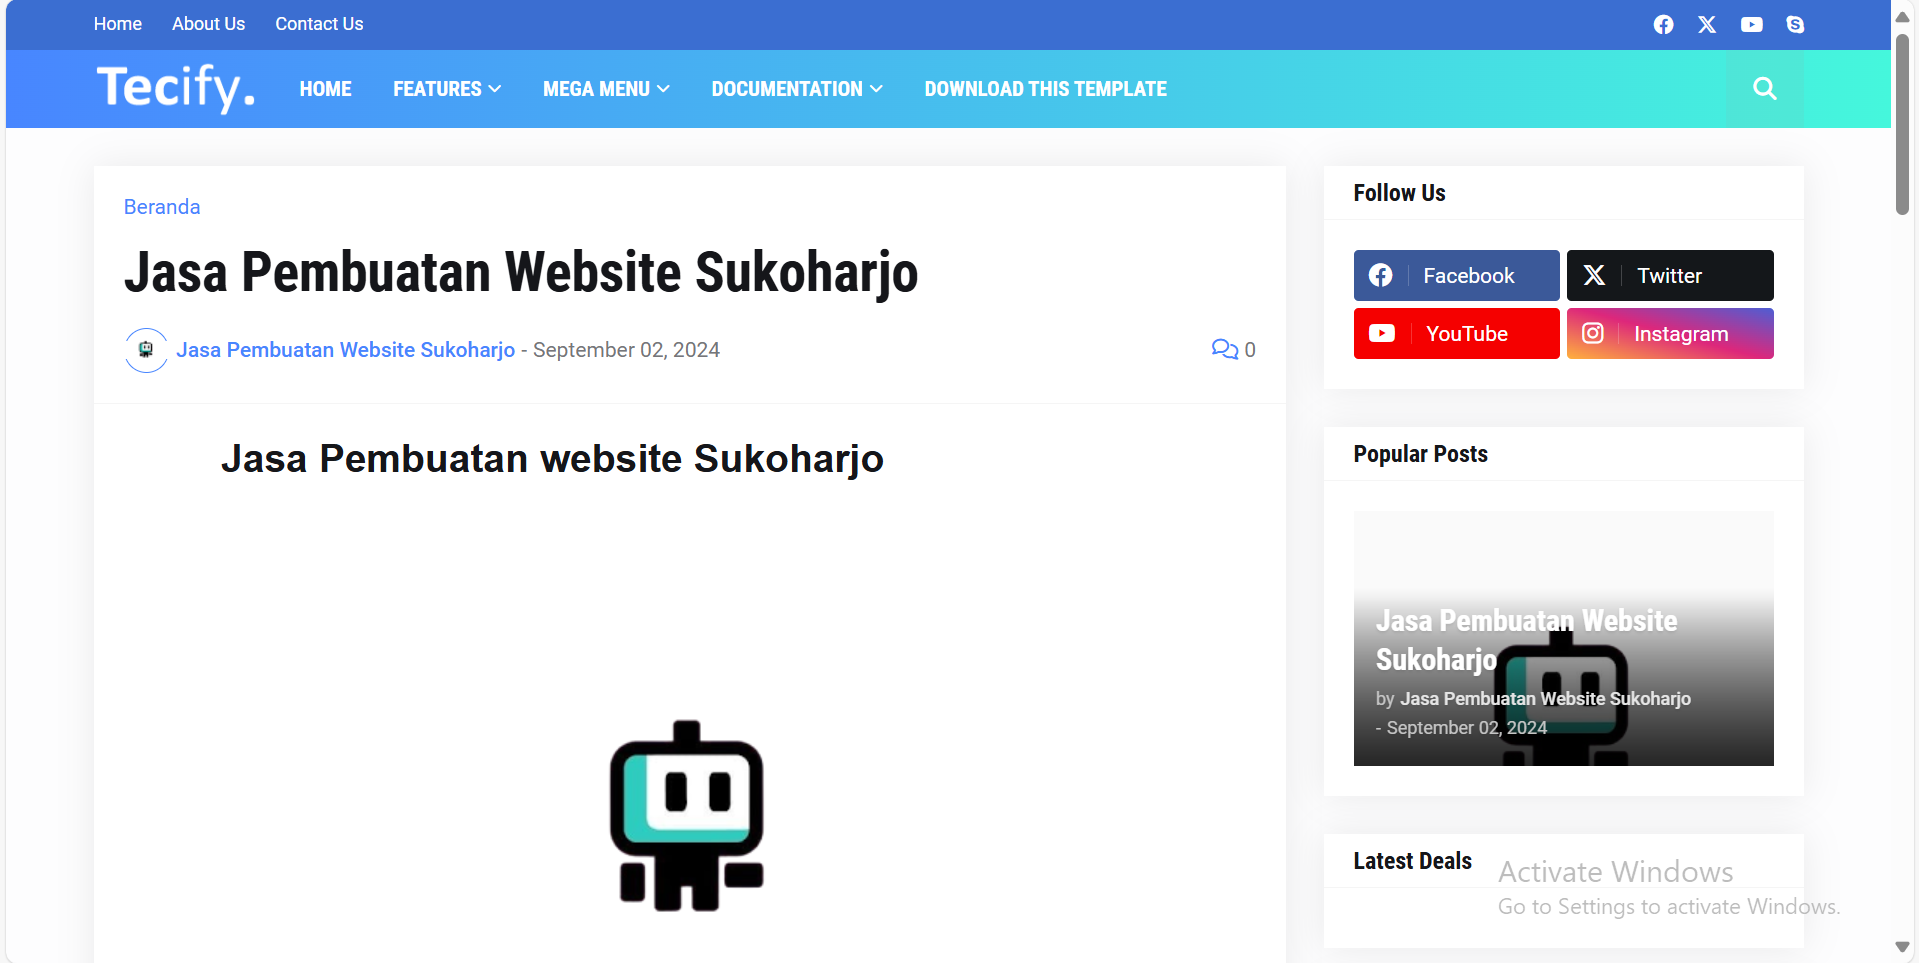 Home About Us Contact Us
Tecify. HOME FEATURES MEGA MENU DOCUMENTATION DOWNLOAD THIS TEMPLATE
Beranda
Jasa Pembuatan Website Sukoharjo
Jasa Pembuatan Website Sukoharjo - September 02, 2024 0
Jasa Pembuatan website Sukoharjo
Follow Us
Facebook Twitter
YouTube Instagram
Popular Posts
Jasa Pembuatan Website
Sukoharjo
by Jasa Pembuatan Website Sukoharjo
- September 02, 2024
Latest Deals
Activate Windows
Go to Settings to activate Windows.